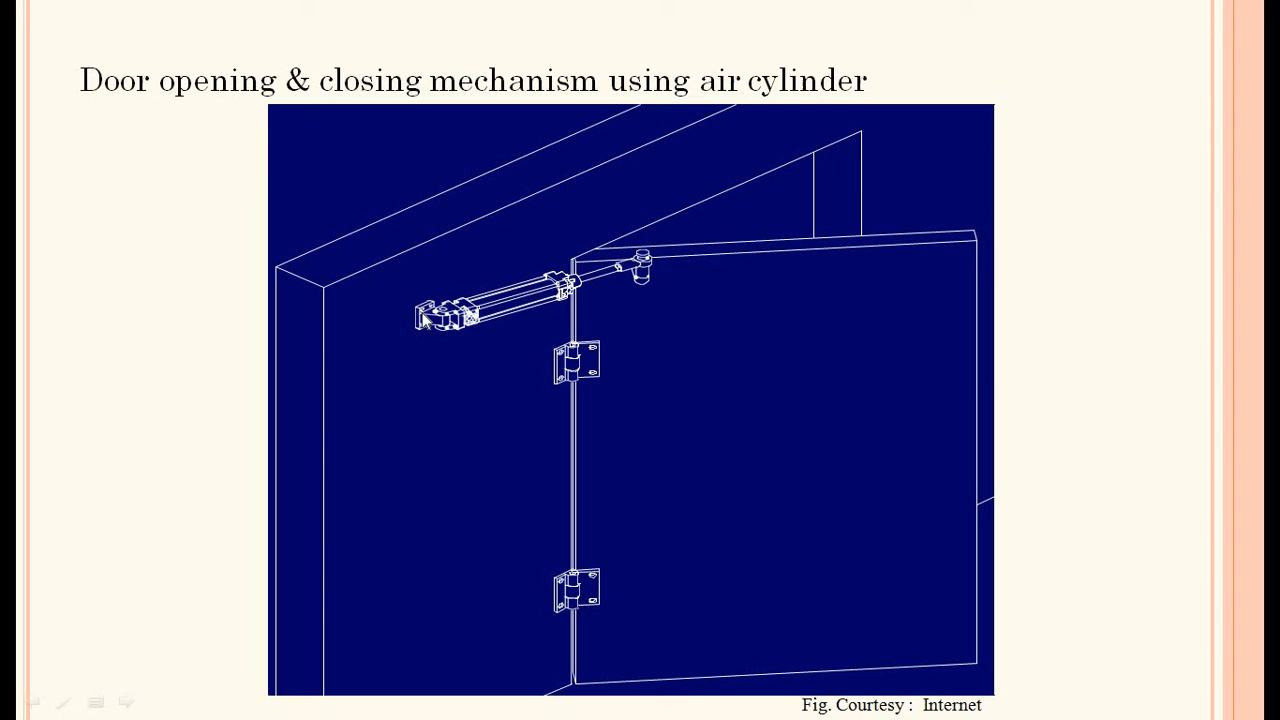 Door opening & closing mechanism using air cylinder
Fig. Courtesy : Internet